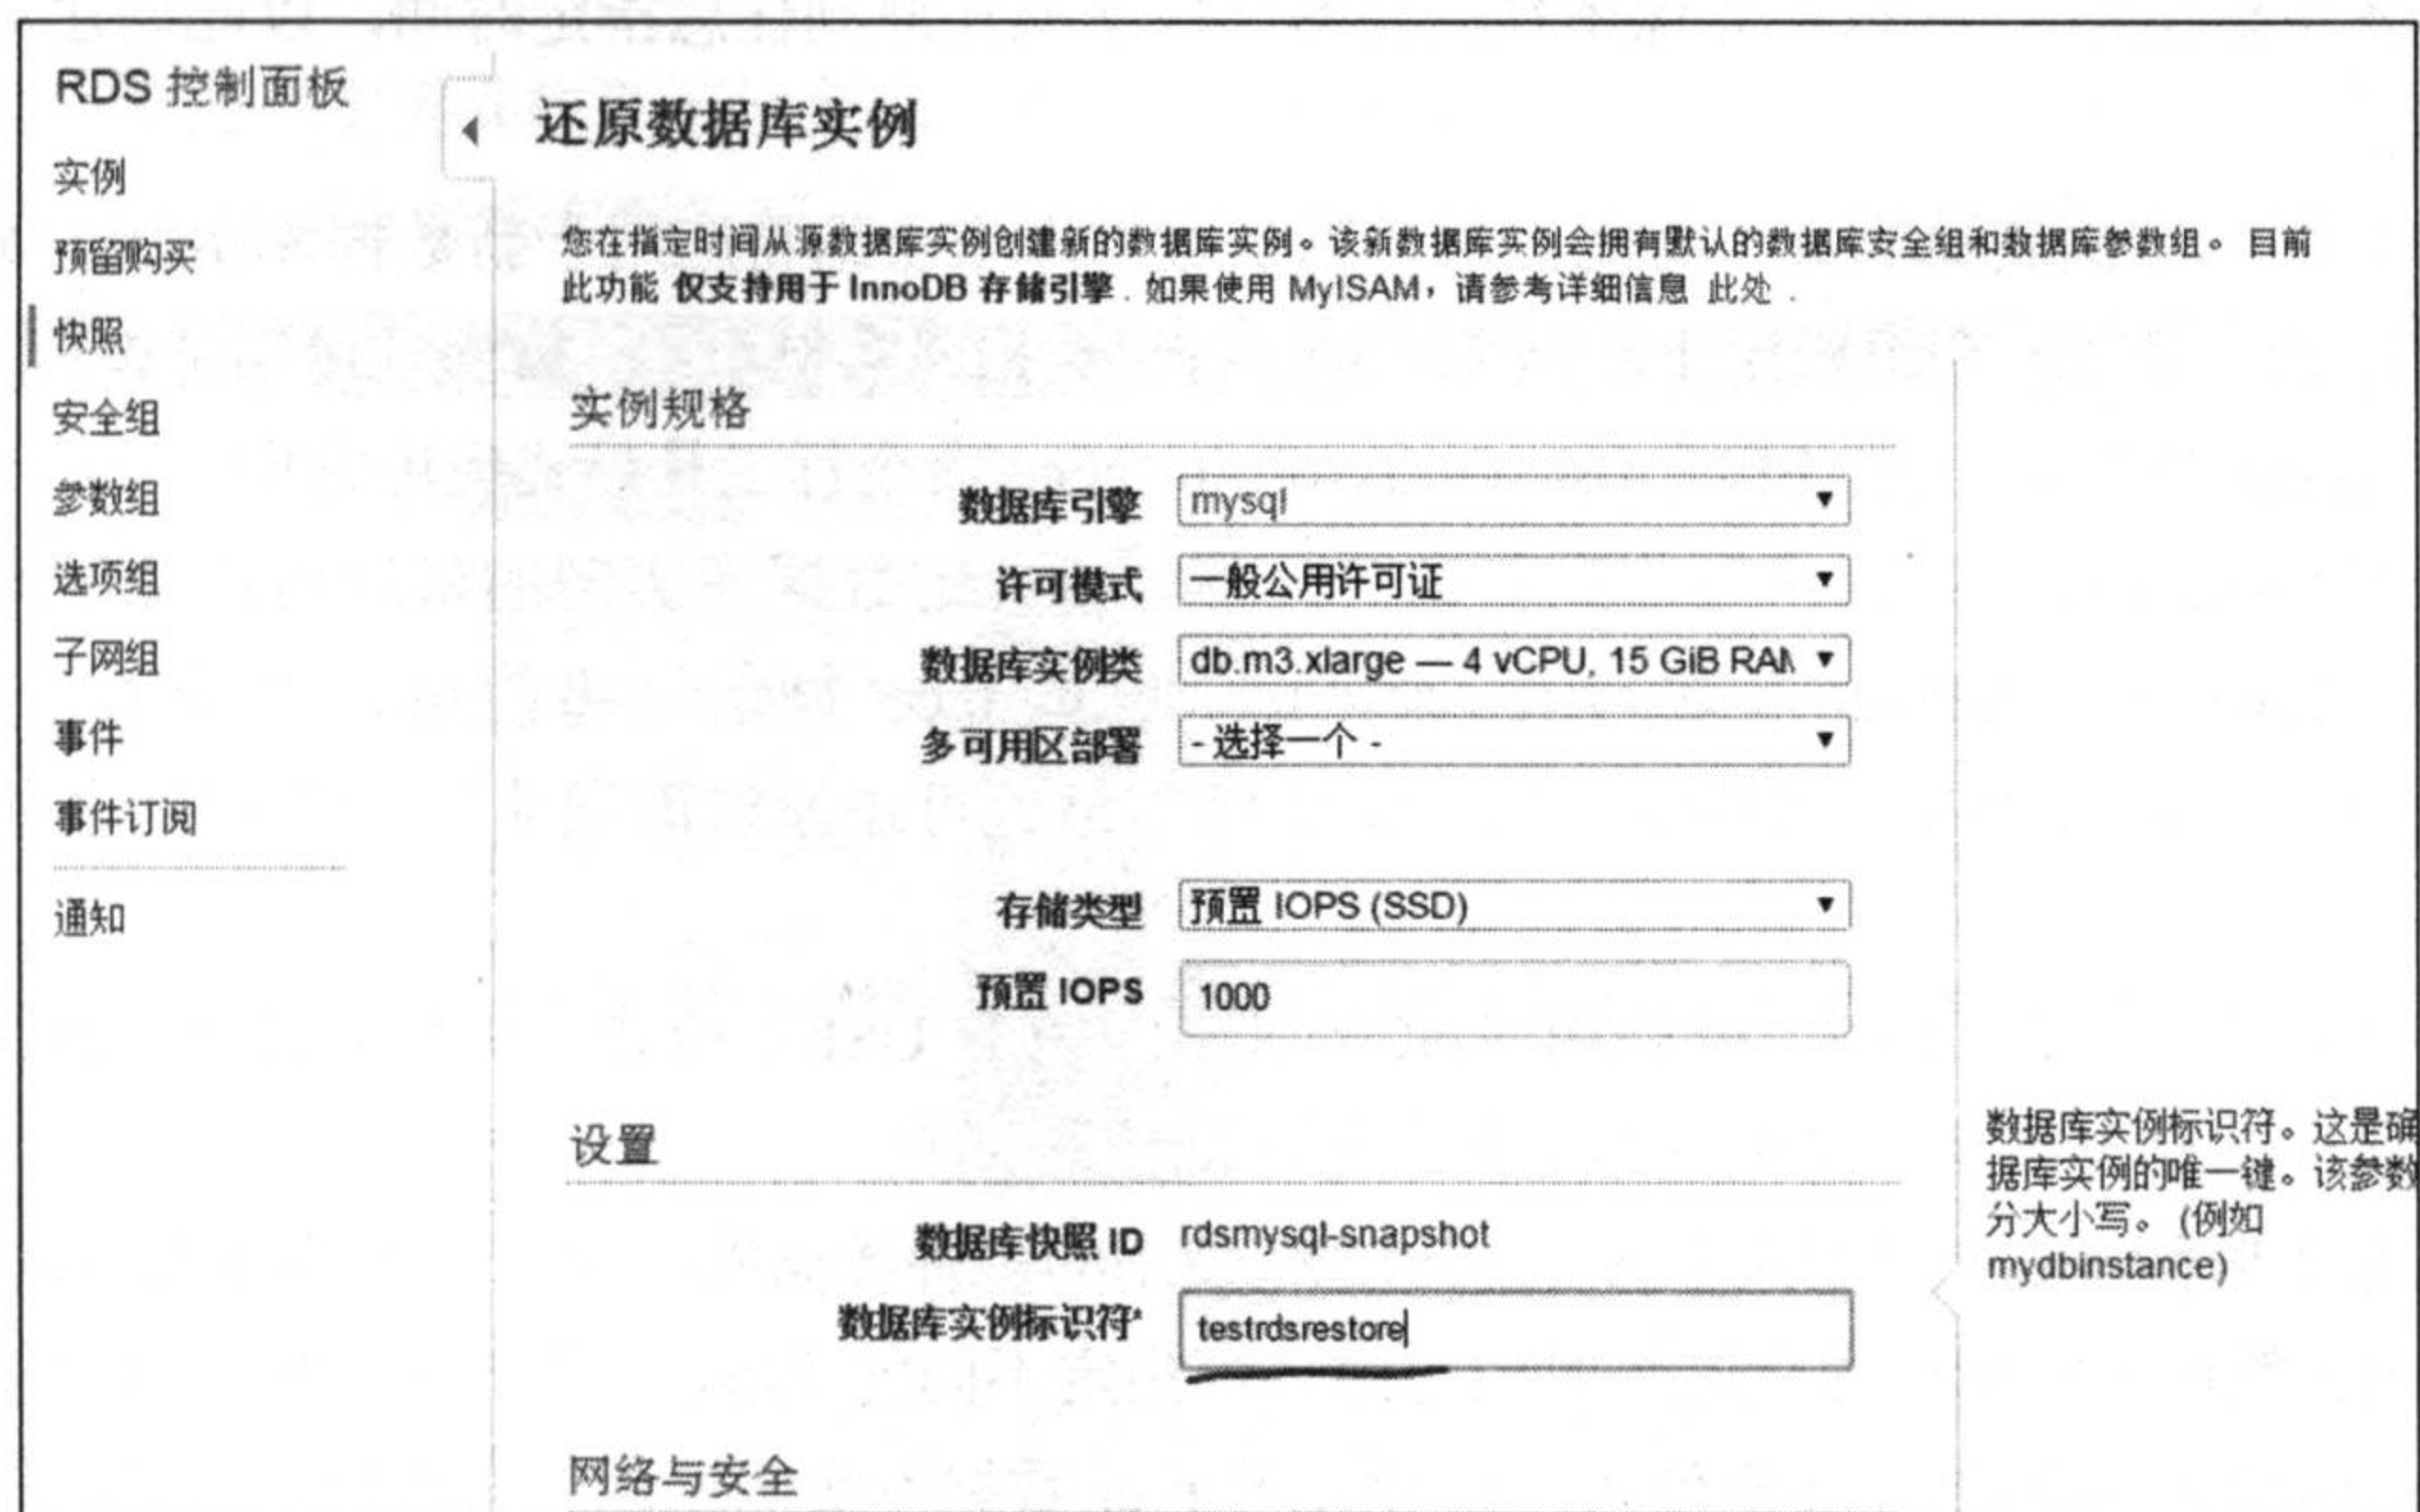 RDS 控制面板
实例
预留购买
快照
安全组
参数组
选项组
子网组
事件
事件订阅
通知
还原数据库实例
您在指定时间从源数据库实例创建新的数据库实例。该新数据库实例会拥有默认的数据库安全组和数据库参数组。 目前
此功能 仅支持用于 InnoDB 存储引擎 . 如果使用 MyISAM，请参考详细信息 此处 .
实例规格
数据库引擎 mysql
许可模式 一般公用许可证
数据库实例类 db.m3.xlarge — 4 vCPU, 15 GiB RAM
多可用区部署 - 选择一个 -
存储类型 预置 IOPS (SSD)
预置 IOPS 1000
设置
数据库快照 ID rdsmysql-snapshot
数据库实例标识符* testrdsrestore
数据库实例标识符。这是确
据库实例的唯一键。该参数
分大小写。 (例如
mydbinstance)
网络与安全